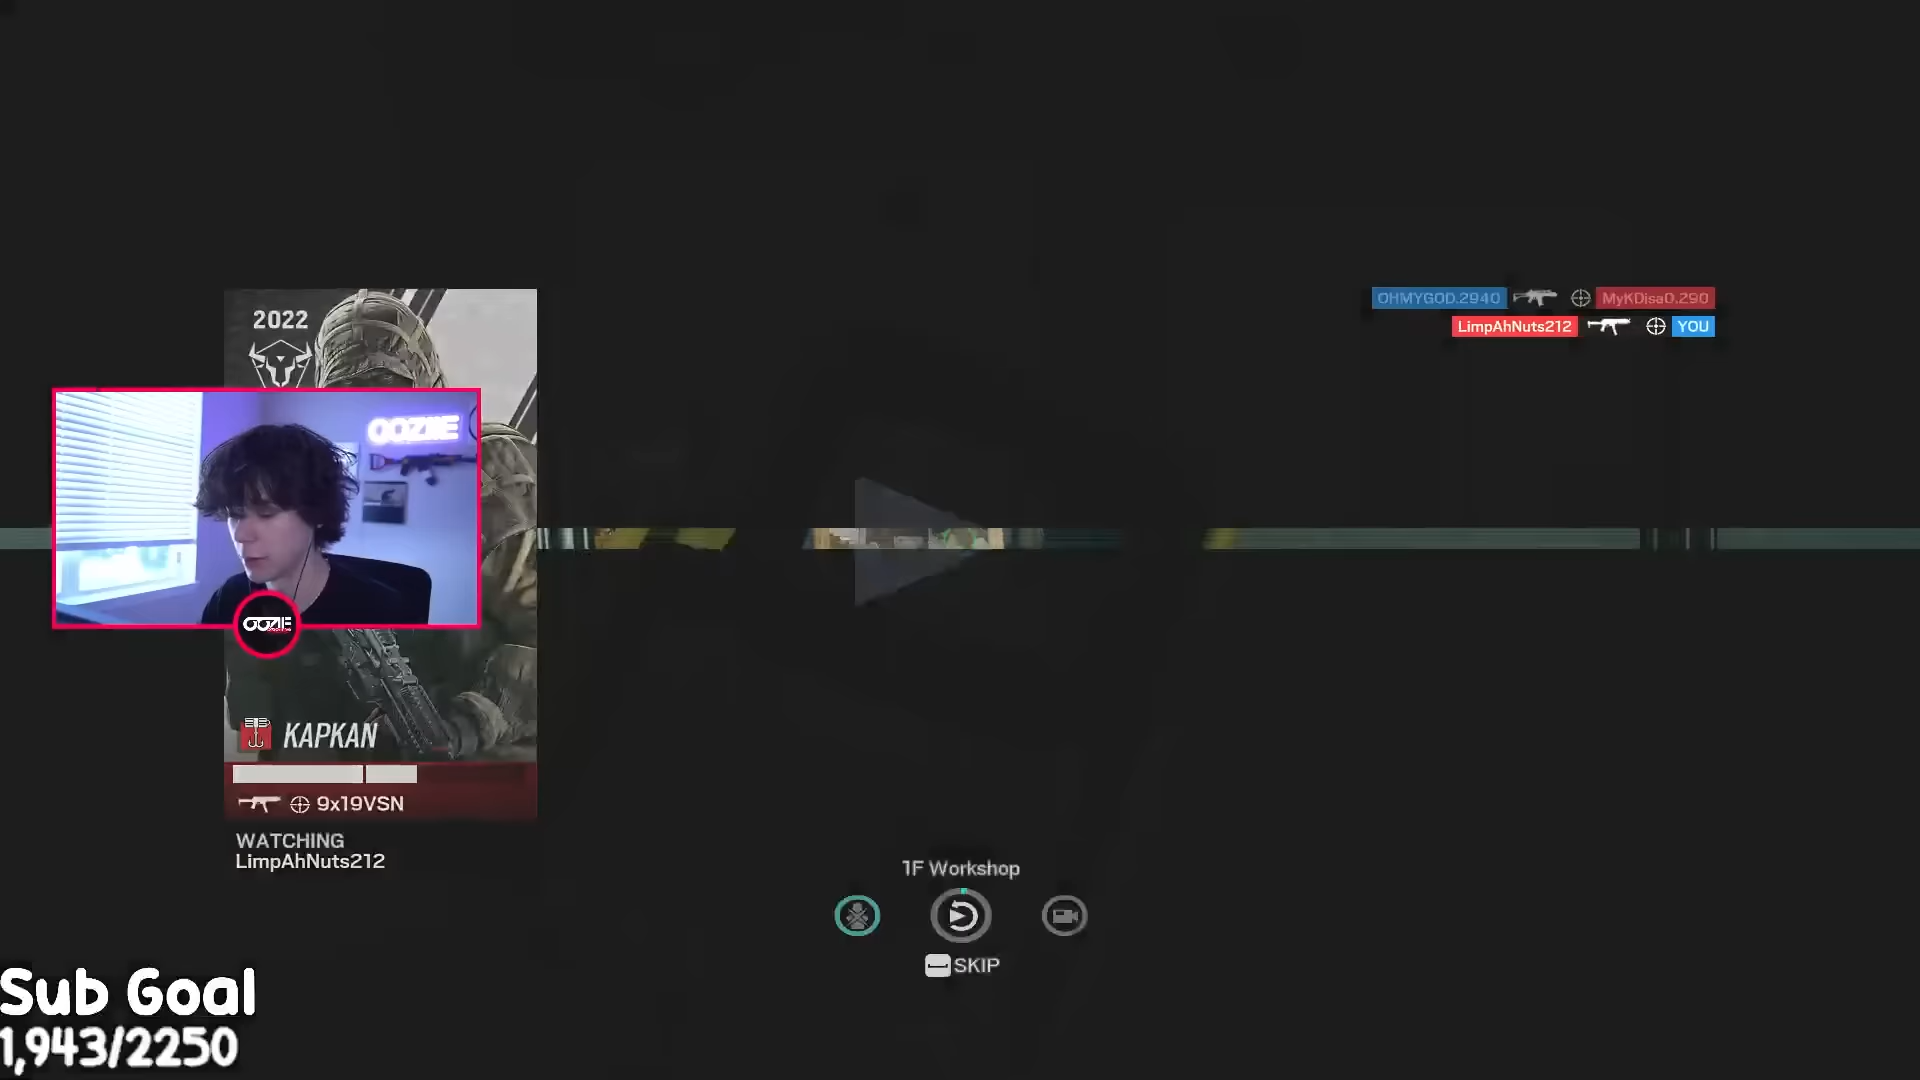 2022
OHMYGOD.2940 MyKDisaO.290
LimpAhNuts212 YOU
OOZIE
OOZIE
KAPKAN
9x19VSN
WATCHING
LimpAhNuts212
1F Workshop
SKIP
Sub Goal
1,943/2250